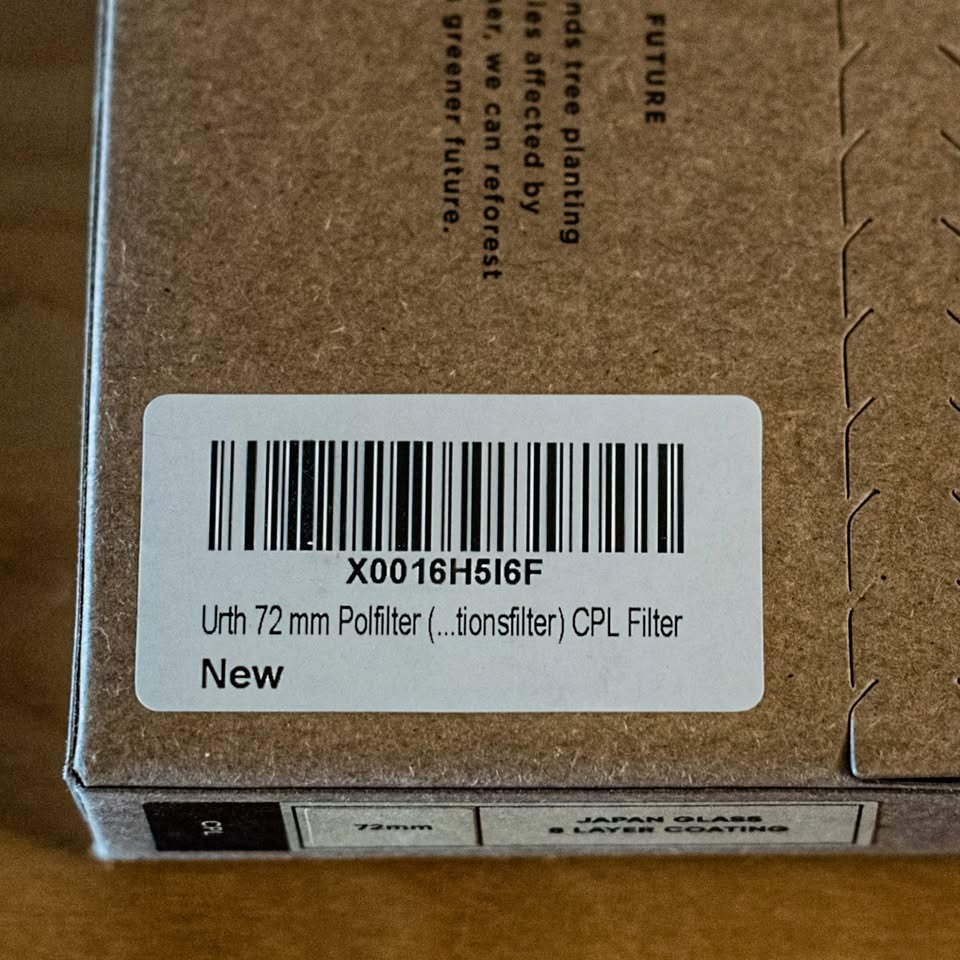 FUTURE
nds tree planting
les affected by
er, we can reforest
greener future.
X0016H5I6F
Urth 72 mm Polfilter (...tionsfilter) CPL Filter
New
CPL
72mm
JAPAN GLASS
8 LAYER COATING